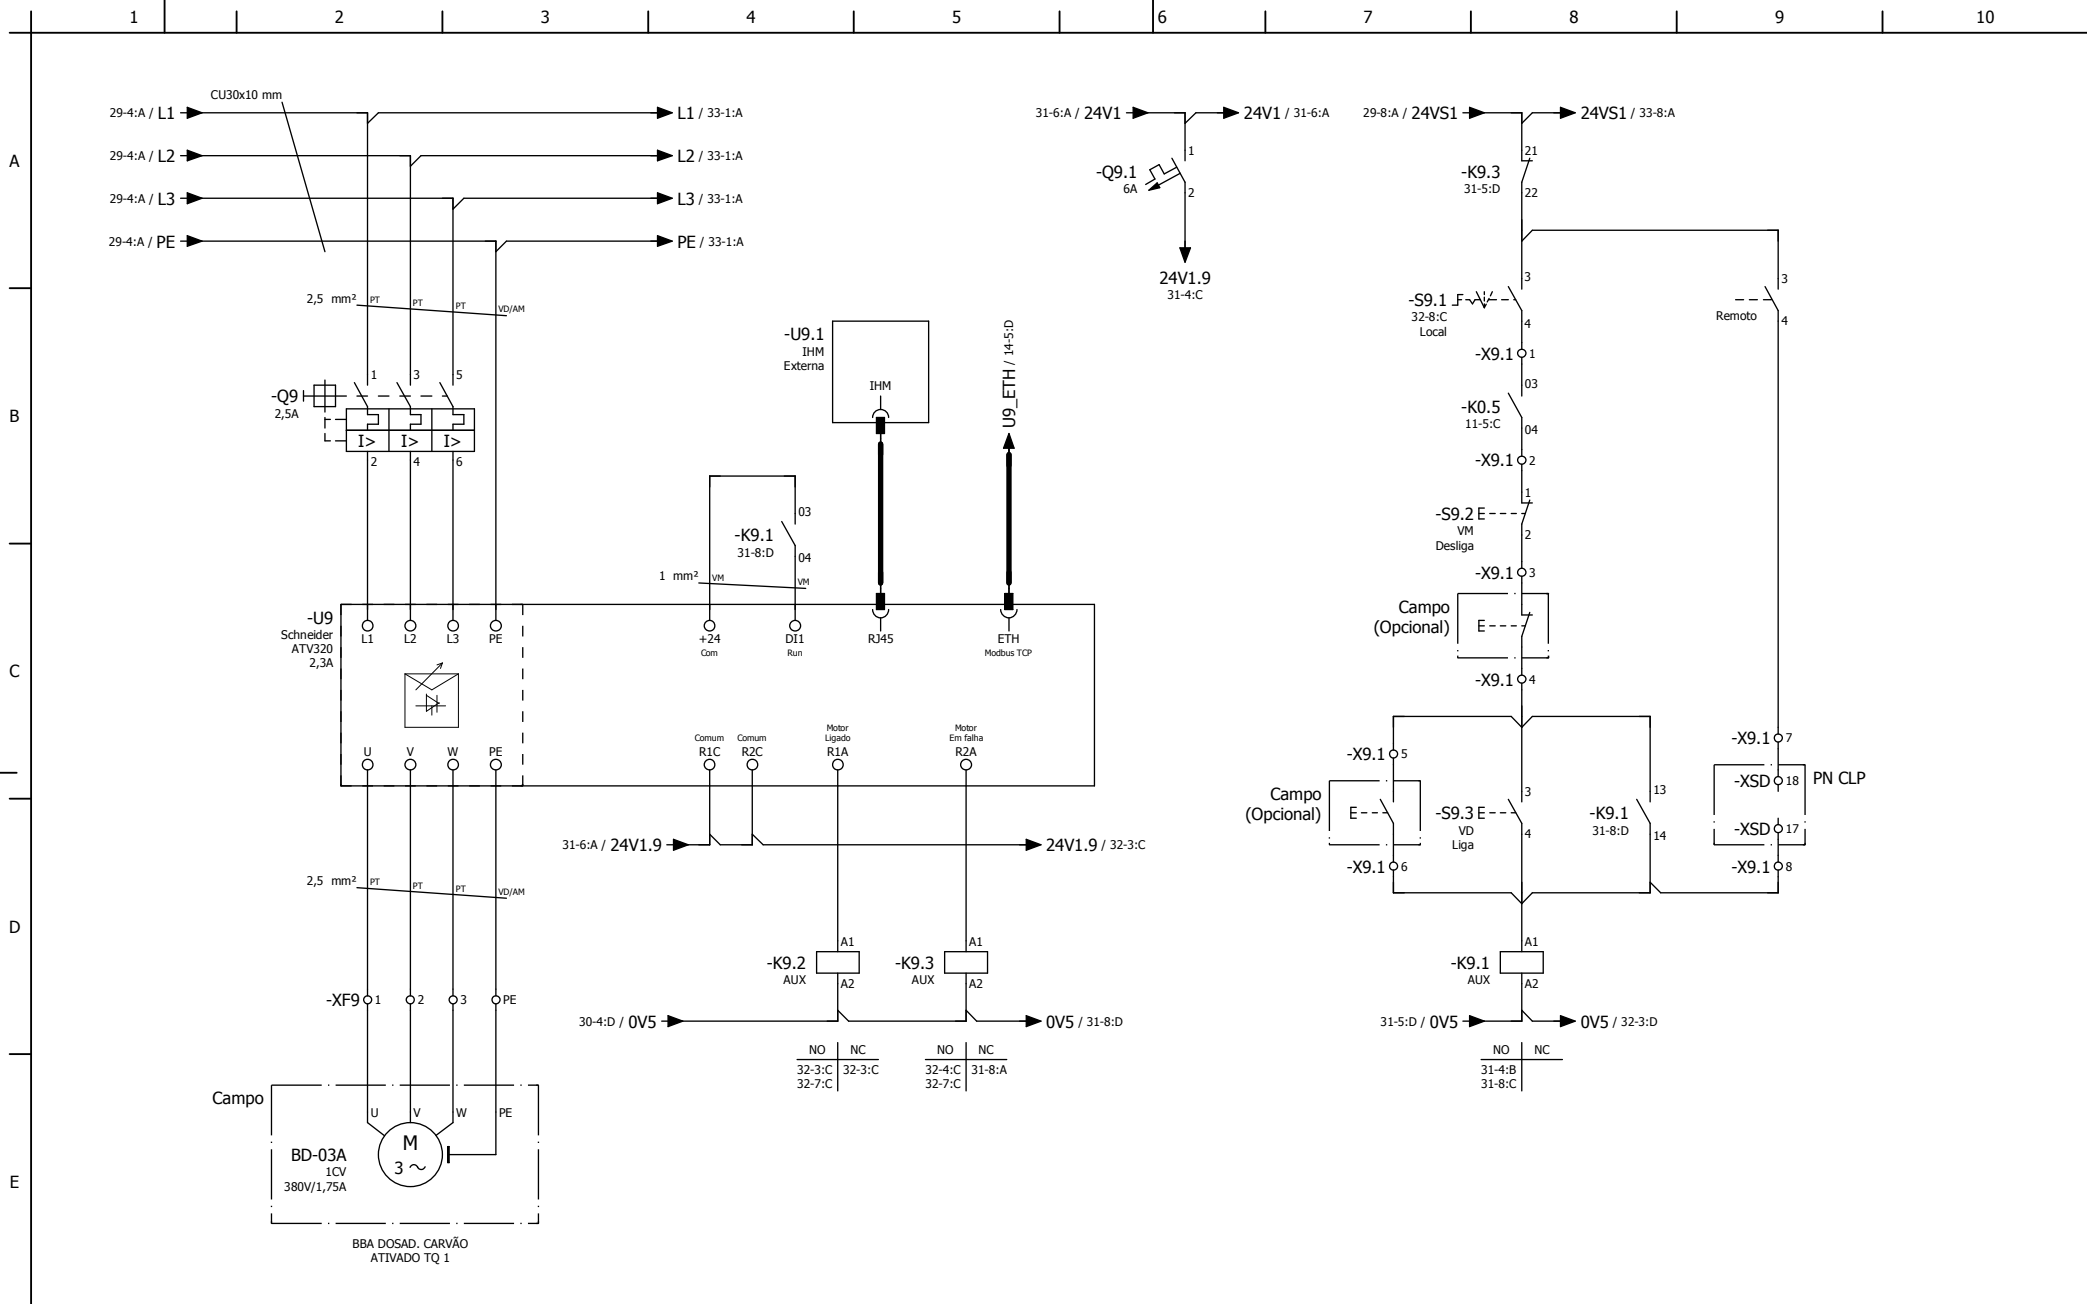 1 2 3 4 5 6 7 8 9 10
A
B
C
D
E
CU30x10 mm
29-4:A / L1
L1 / 33-1:A
29-4:A / L2
L2 / 33-1:A
29-4:A / L3
L3 / 33-1:A
29-4:A / PE
PE / 33-1:A
2,5 mm²
PT PT PT VD/AM
-Q9
2,5A
1 3 5
I> I> I>
2 4 6
-U9
Schneider
ATV320
2,3A
L1 L2 L3 PE
U V W PE
2,5 mm²
PT PT PT VD/AM
-XF9 1 2 3 PE
Campo
U V W PE
M
3
BD-03A
1CV
380V/1,75A
BBA DOSAD. CARVÃO
ATIVADO TQ 1
-K9.1
31-8:D
03
04
1 mm²
VM VM
+24
Com
DI1
Run
-U9.1
IHM
Externa
IHM
RJ45
U9_ETH / 14-5:D
ETH
Modbus TCP
Comum
R1C
Comum
R2C
Motor
Ligado
R1A
Motor
Em falha
R2A
31-6:A / 24V1.9
24V1.9 / 32-3:C
-K9.2
AUX
A1
A2
-K9.3
AUX
A1
A2
30-4:D / 0V5
0V5 / 31-8:D
NO NC
32-3:C 32-3:C
32-7:C
NO NC
32-4:C 31-8:A
32-7:C
31-6:A / 24V1
24V1 / 31-6:A
-Q9.1
6A
1
2
24V1.9
31-4:C
29-8:A / 24VS1
24VS1 / 33-8:A
-K9.3
31-5:D
21
22
-S9.1
32-8:C
Local
3
4
Remoto
3
4
-X9.1 1
-K0.5
11-5:C
03
04
-X9.1 2
-S9.2 E
VM
Desliga
1
2
-X9.1 3
Campo
(Opcional)
E
-X9.1 4
-X9.1 5
Campo
(Opcional)
E
-X9.1 6
-S9.3 E
VD
Liga
3
4
-K9.1
31-8:D
13
14
-X9.1 7
-XSD 18
PN CLP
-XSD 17
-X9.1 8
-K9.1
AUX
A1
A2
31-5:D / 0V5
0V5 / 32-3:D
NO NC
31-4:B
31-8:C